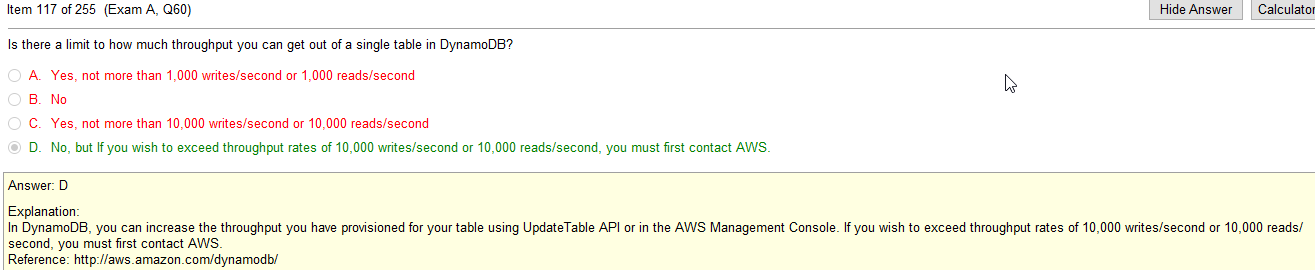 Item 117 of 255 (Exam A, Q60)
Hide Answer
Calculator
Is there a limit to how much throughput you can get out of a single table in DynamoDB?
A. Yes, not more than 1,000 writes/second or 1,000 reads/second
B. No
C. Yes, not more than 10,000 writes/second or 10,000 reads/second
D. No, but If you wish to exceed throughput rates of 10,000 writes/second or 10,000 reads/second, you must first contact AWS.
Answer: D
Explanation:
In DynamoDB, you can increase the throughput you have provisioned for your table using UpdateTable API or in the AWS Management Console. If you wish to exceed throughput rates of 10,000 writes/second or 10,000 reads/
second, you must first contact AWS.
Reference: http://aws.amazon.com/dynamodb/